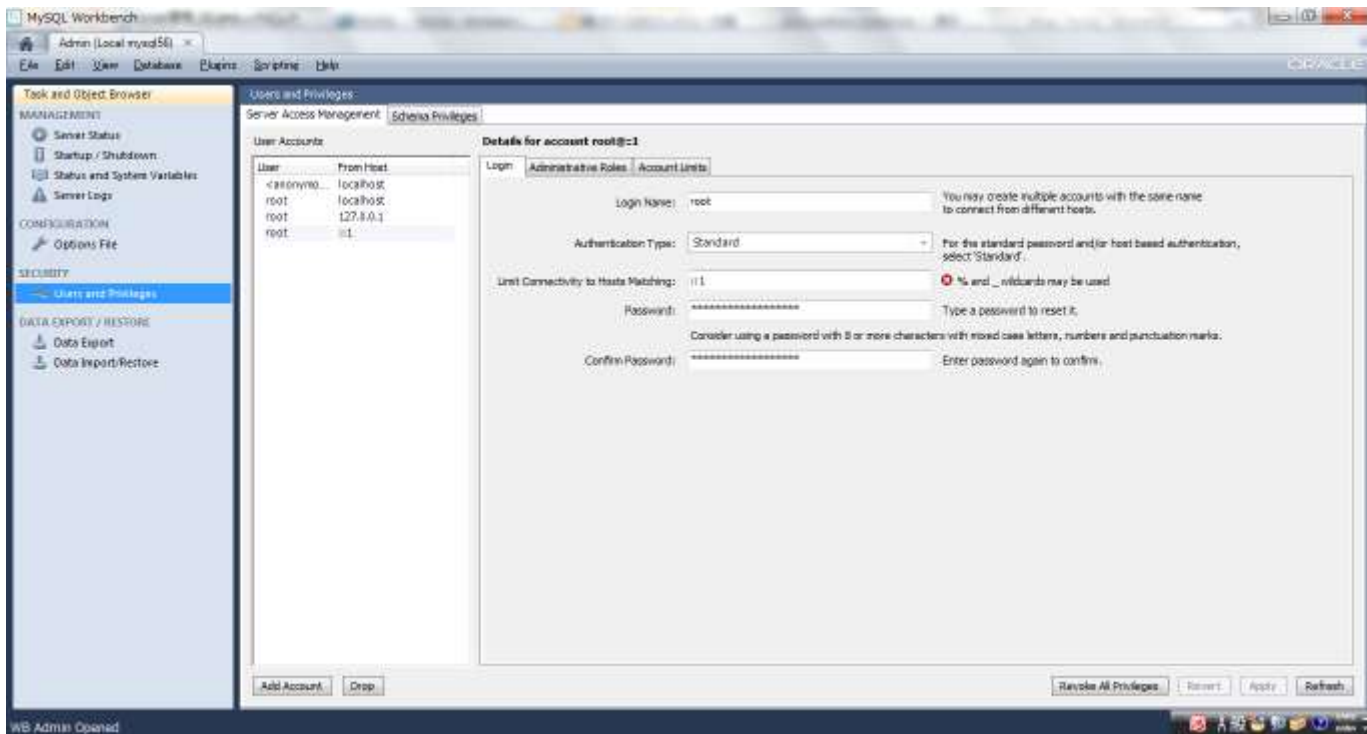 MySQL Workbench
Admin (Local mysql56) ×
File Edit View Database Plugins Scripting Help
ORACLE
Task and Object Browser
MANAGEMENT
Server Status
Startup / Shutdown
Status and System Variables
Server Logs
CONFIGURATION
Options File
SECURITY
Users and Privileges
DATA EXPORT / RESTORE
Data Export
Data Import/Restore
Users and Privileges
Server Access Management Schema Privileges
User Accounts
User From Host
<anonymo... localhost
root localhost
root 127.0.0.1
root ::1
Add Account Drop
Details for account root@::1
Login Administrative Roles Account Limits
Login Name: root
You may create multiple accounts with the same name
to connect from different hosts.
Authentication Type: Standard
For the standard password and/or host based authentication,
select 'Standard'.
Limit Connectivity to Hosts Matching: ::1
% and _ wildcards may be used
Password: ******************
Type a password to reset it.
Consider using a password with 8 or more characters with mixed case letters, numbers and punctuation marks.
Confirm Password: ******************
Enter password again to confirm.
Revoke All Privileges Revert Apply Refresh
WB Admin Opened